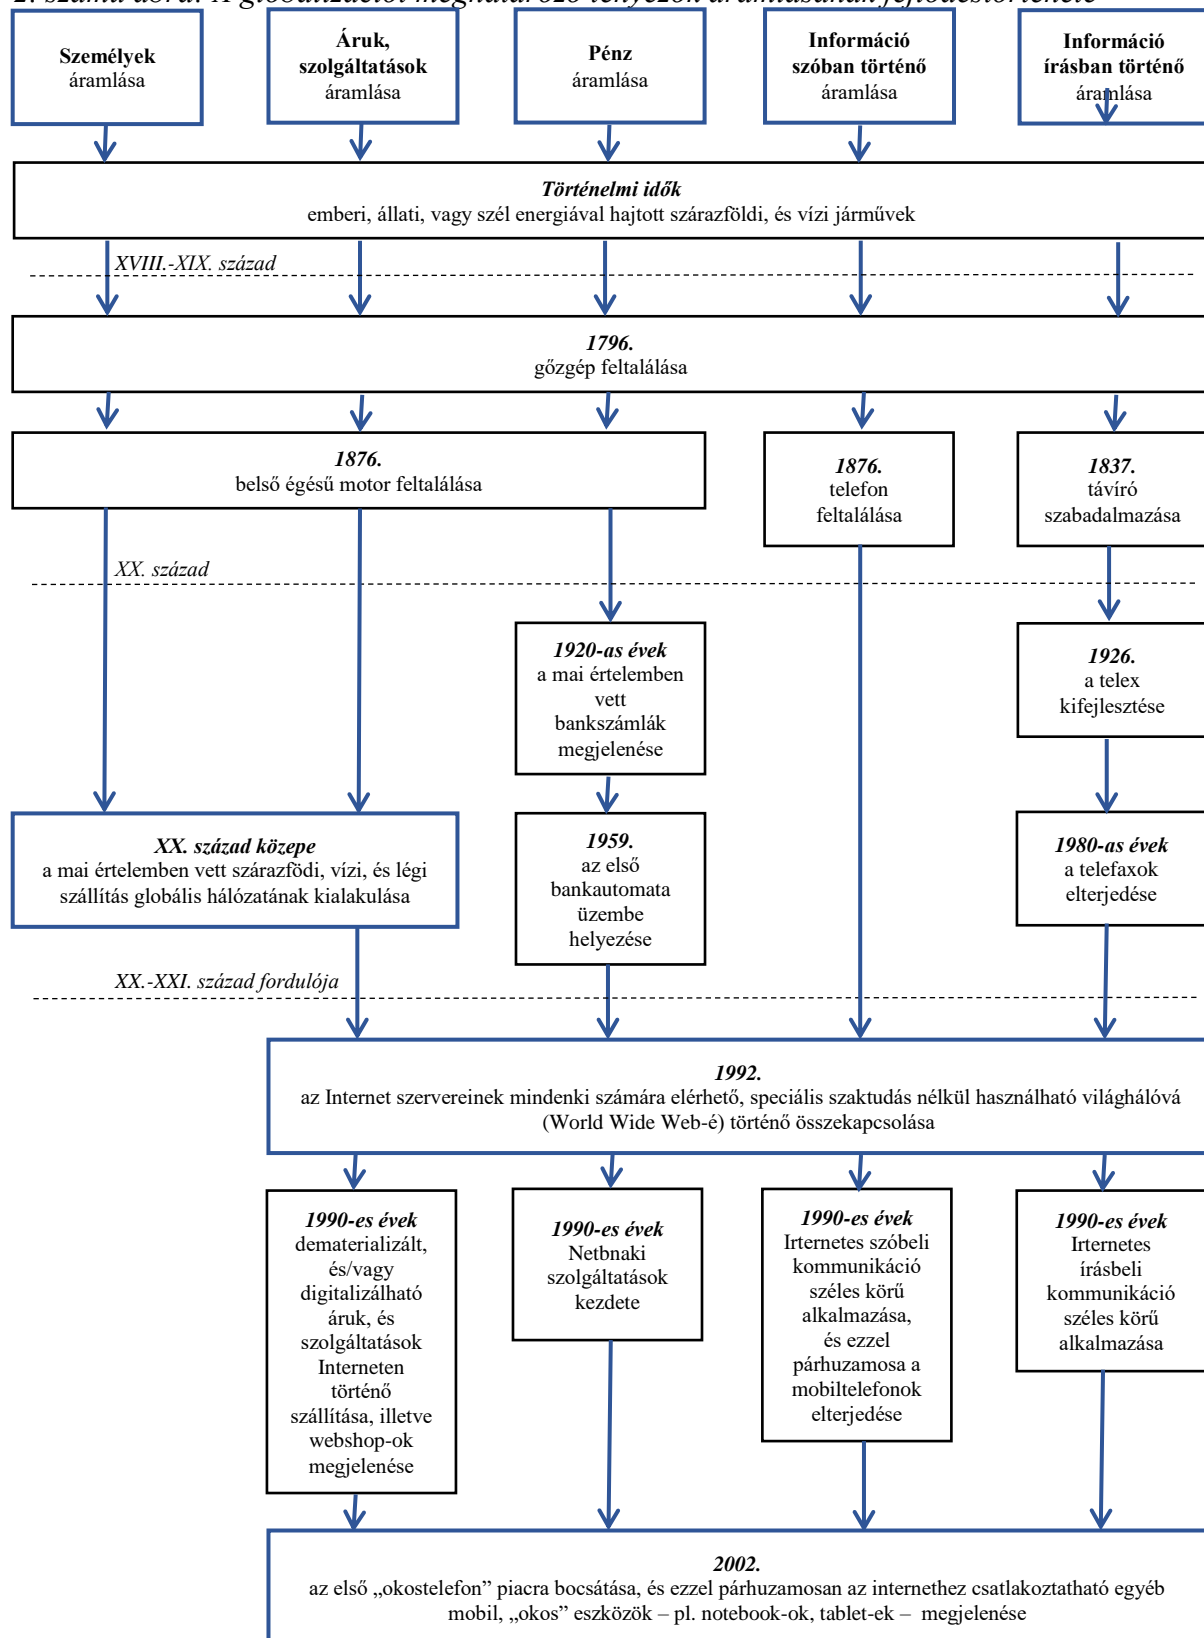 2. számú ábra: A globalizációt meghatározó tényezők áramlásának fejlődéstörténete
Személyek
áramlása
Áruk,
szolgáltatások
áramlása
Pénz
áramlása
Információ
szóban történő
áramlása
Információ
írásban történő
áramlása
Történelmi idők
emberi, állati, vagy szél energiával hajtott szárazföldi, és vízi járművek
XVIII.-XIX. század
1796.
gőzgép feltalálása
1876.
belső égésű motor feltalálása
1876.
telefon
feltalálása
1837.
távíró
szabadalmazása
XX. század
1920-as évek
a mai értelemben
vett
bankszámlák
megjelenése
1926.
a telex
kifejlesztése
XX. század közepe
a mai értelemben vett szárazfödi, vízi, és légi
szállítás globális hálózatának kialakulása
1959.
az első
bankautomata
üzembe
helyezése
1980-as évek
a telefaxok
elterjedése
XX.-XXI. század fordulója
1992.
az Internet szervereinek mindenki számára elérhető, speciális szaktudás nélkül használható világhálóvá
(World Wide Web-é) történő összekapcsolása
1990-es évek
dematerializált,
és/vagy
digitalizálható
áruk, és
szolgáltatások
Interneten
történő
szállítása, illetve
webshop-ok
megjelenése
1990-es évek
Netbnaki
szolgáltatások
kezdete
1990-es évek
Irternetes szóbeli
kommunikáció
széles körű
alkalmazása,
és ezzel
párhuzamosa a
mobiltelefonok
elterjedése
1990-es évek
Irternetes
írásbeli
kommunikáció
széles körű
alkalmazása
2002.
az első „okostelefon” piacra bocsátása, és ezzel párhuzamosan az internethez csatlakoztatható egyéb
mobil, „okos” eszközök – pl. notebook-ok, tablet-ek – megjelenése